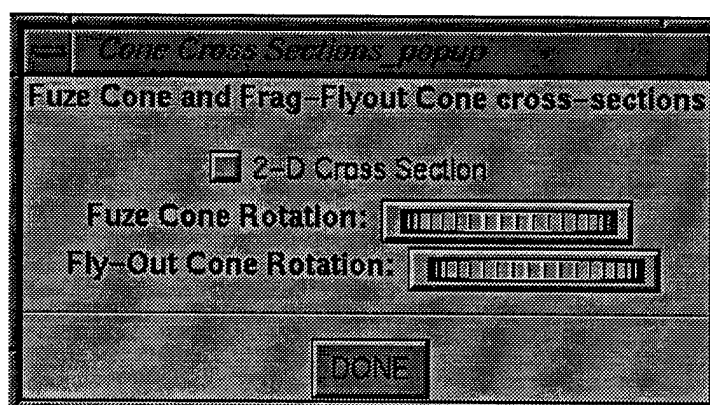 Cone Cross Sections_popup
Fuze Cone and Frag-Flyout Cone cross-sections
2-D Cross Section
Fuze Cone Rotation:
Fly-Out Cone Rotation:
DONE